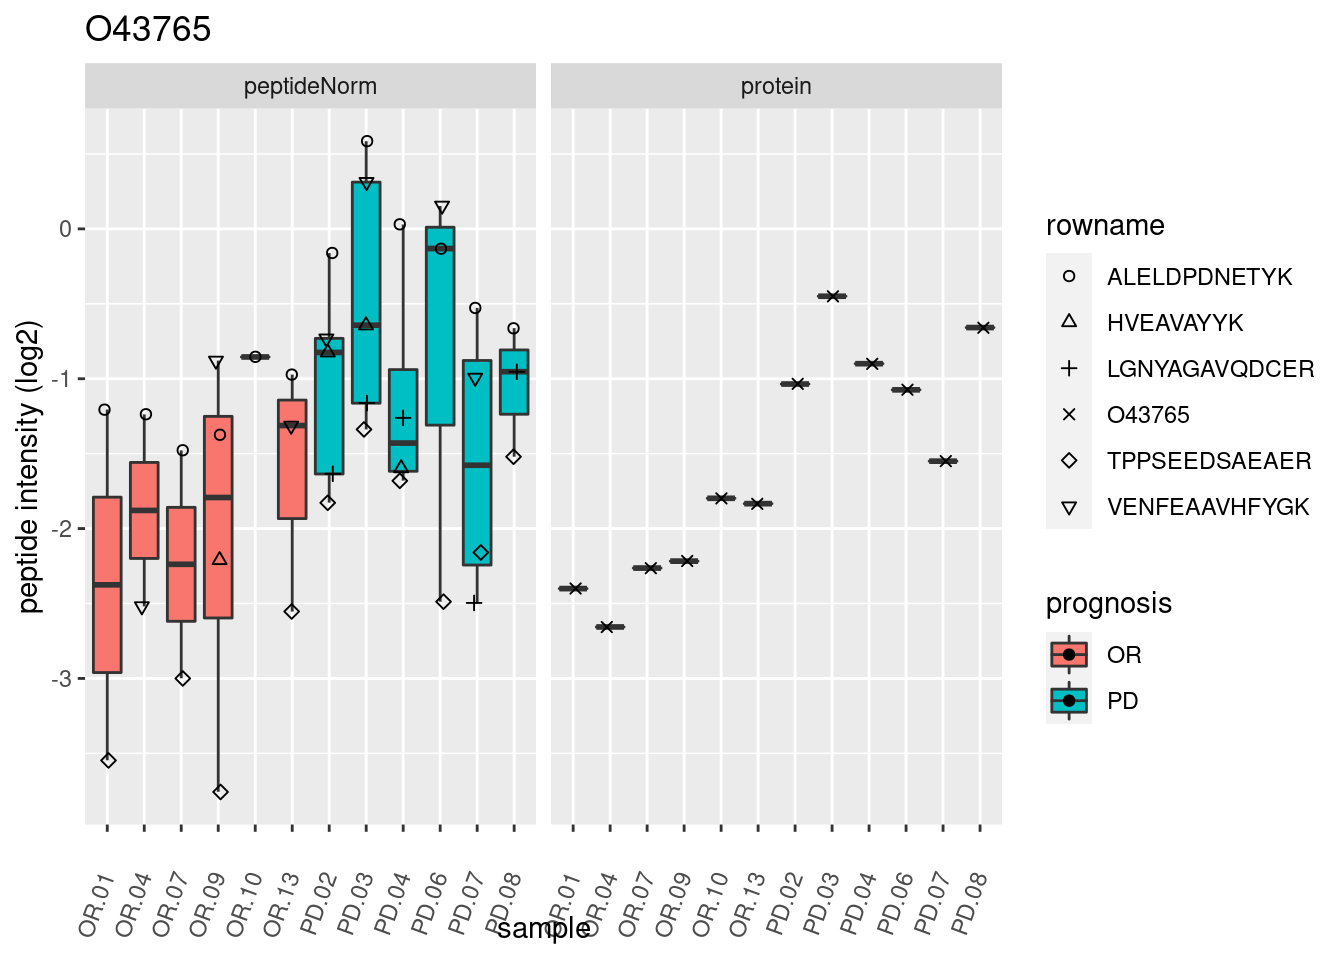 O43765
peptideNorm
protein
peptide intensity (log2)
0
-1
-2
-3
OR.01
OR.04
OR.07
OR.09
OR.10
OR.13
PD.02
PD.03
PD.04
PD.06
PD.07
PD.08
OR.01
OR.04
OR.07
OR.09
OR.10
OR.13
PD.02
PD.03
PD.04
PD.06
PD.07
PD.08
sample
rowname
ALELDPDNETYK
HVEAVAYYK
LGNYAGAVQDCER
O43765
TPPSEEDSAEAER
VENFEAAVHFYGK
prognosis
OR
PD